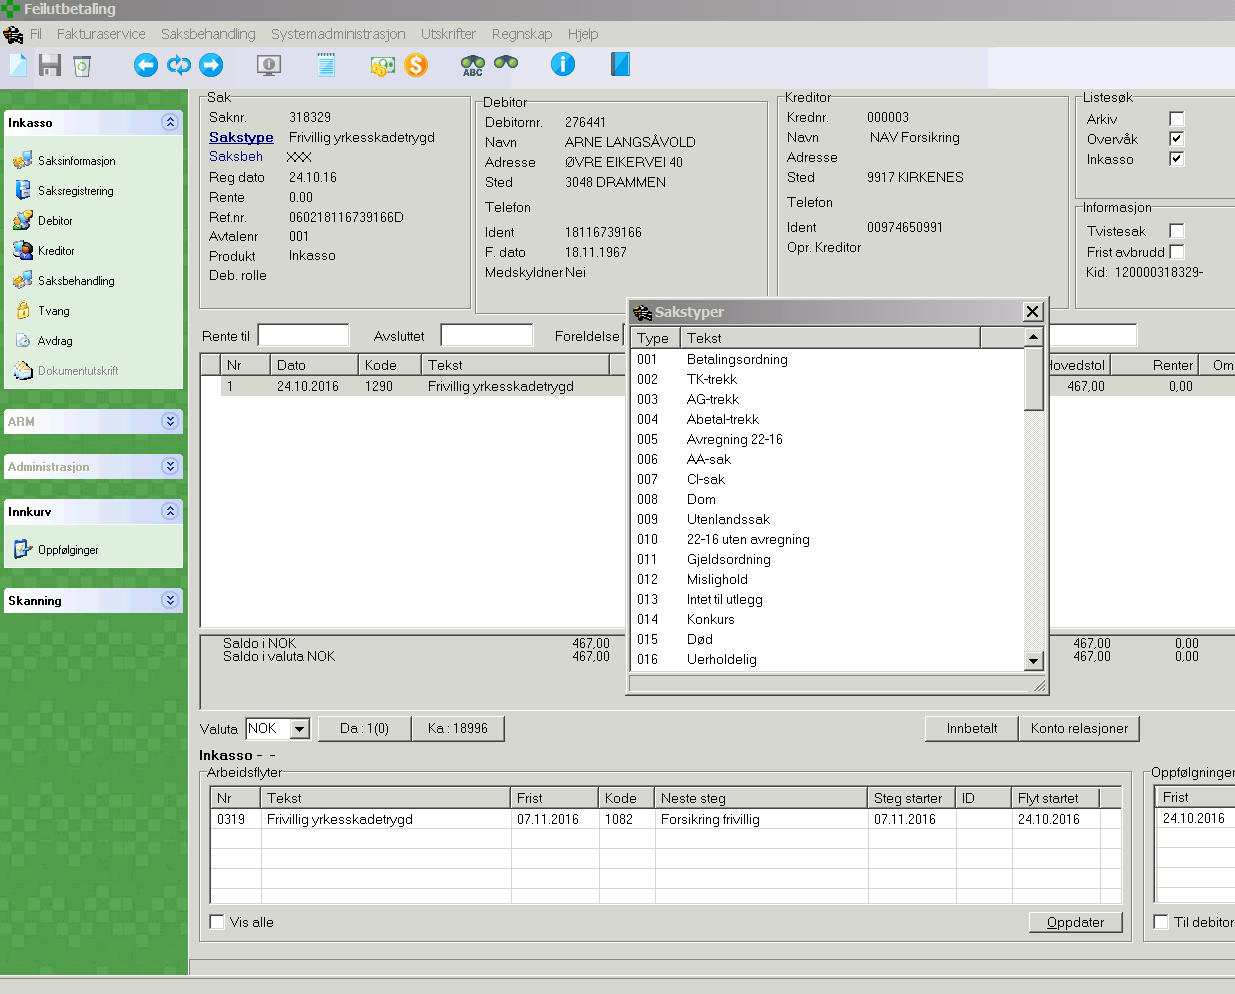 Feilutbetaling
Fil Fakturaservice Saksbehandling Systemadministrasjon Utskrifter Regnskap Hjelp
ABC
Inkasso
Saksinformasjon
Saksregistrering
Debitor
Kreditor
Saksbehandling
Tvang
Avdrag
Dokumentutskrift
ARM
Administrasjon
Innkurv
Oppfølginger
Skanning
Sak
Saknr. 318329
Sakstype Frivillig yrkesskadetrygd
Saksbeh XXX
Reg dato 24.10.16
Rente 0.00
Ref.nr. 060218116739166D
Avtalenr 001
Produkt Inkasso
Deb. rolle
Debitor
Debitornr. 276441
Navn ARNE LANGSÅVOLD
Adresse ØVRE EIKERVEI 40
Sted 3048 DRAMMEN
Telefon
Ident 18116739166
F. dato 18.11.1967
Medskyldner Nei
Kreditor
Krednr. 000003
Navn NAV Forsikring
Adresse
Sted 9917 KIRKENES
Telefon
Ident 00974650991
Opr. Kreditor
Listesøk
Arkiv
Overvåk
Inkasso
Informasjon
Tvistesak
Frist avbrudd
Kid: 120000318329-
Rente til Avsluttet Foreldelse
Nr Dato Kode Tekst Hovedstol Renter Om
1 24.10.2016 1290 Frivillig yrkesskadetrygd 467,00 0,00
Sakstyper
Type Tekst
001 Betalingsordning
002 TK-trekk
003 AG-trekk
004 Abetal-trekk
005 Avregning 22-16
006 AA-sak
007 CI-sak
008 Dom
009 Utenlandssak
010 22-16 uten avregning
011 Gjeldsordning
012 Mislighold
013 Intet til utlegg
014 Konkurs
015 Død
016 Uerholdelig
Saldo i NOK 467,00 467,00 0,00
Saldo i valuta NOK 467,00 467,00 0,00
Valuta NOK Da : 1(0) Ka : 18996 Innbetalt Konto relasjoner
Inkasso - -
Arbeidsflyter
Nr Tekst Frist Kode Neste steg Steg starter ID Flyt startet
0319 Frivillig yrkesskadetrygd 07.11.2016 1082 Forsikring frivillig 07.11.2016 24.10.2016
Vis alle Oppdater
Oppfølgninger
Frist
24.10.2016
Til debitor